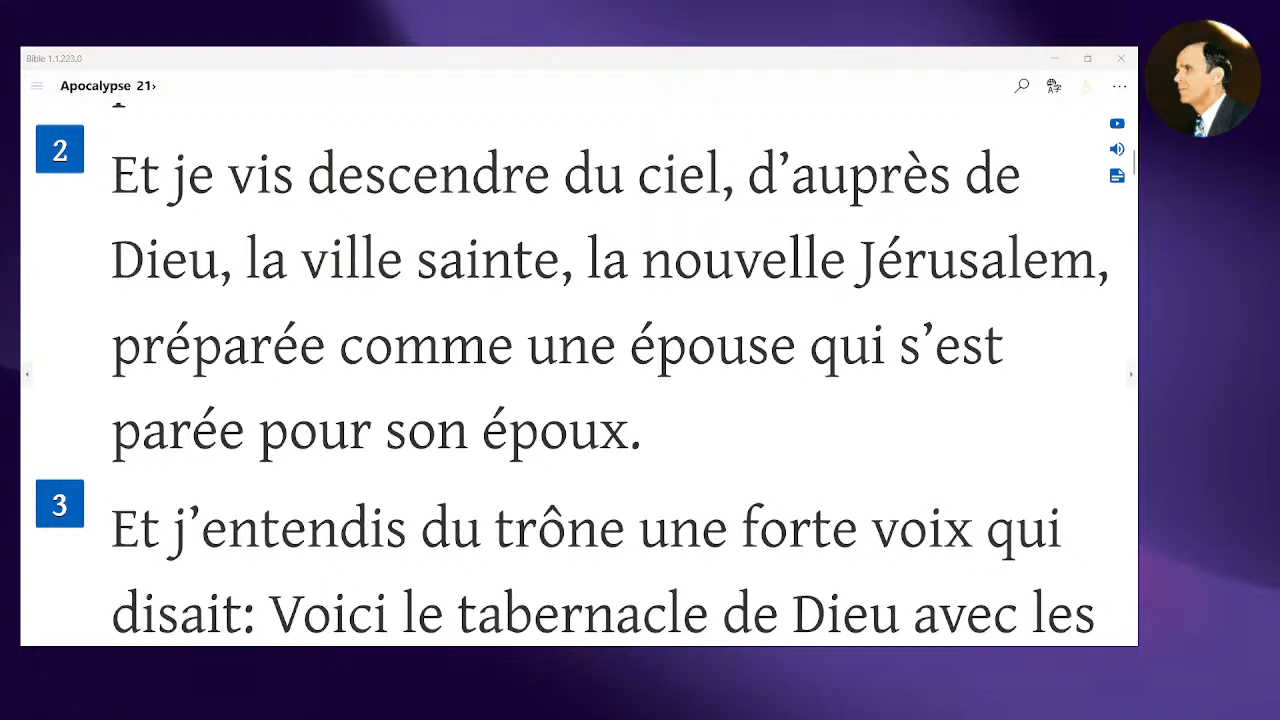 Bible 1.1.223.0
Apocalypse 21›
2
Et je vis descendre du ciel, d’auprès de
Dieu, la ville sainte, la nouvelle Jérusalem,
préparée comme une épouse qui s’est
parée pour son époux.
3
Et j’entendis du trône une forte voix qui
disait: Voici le tabernacle de Dieu avec les